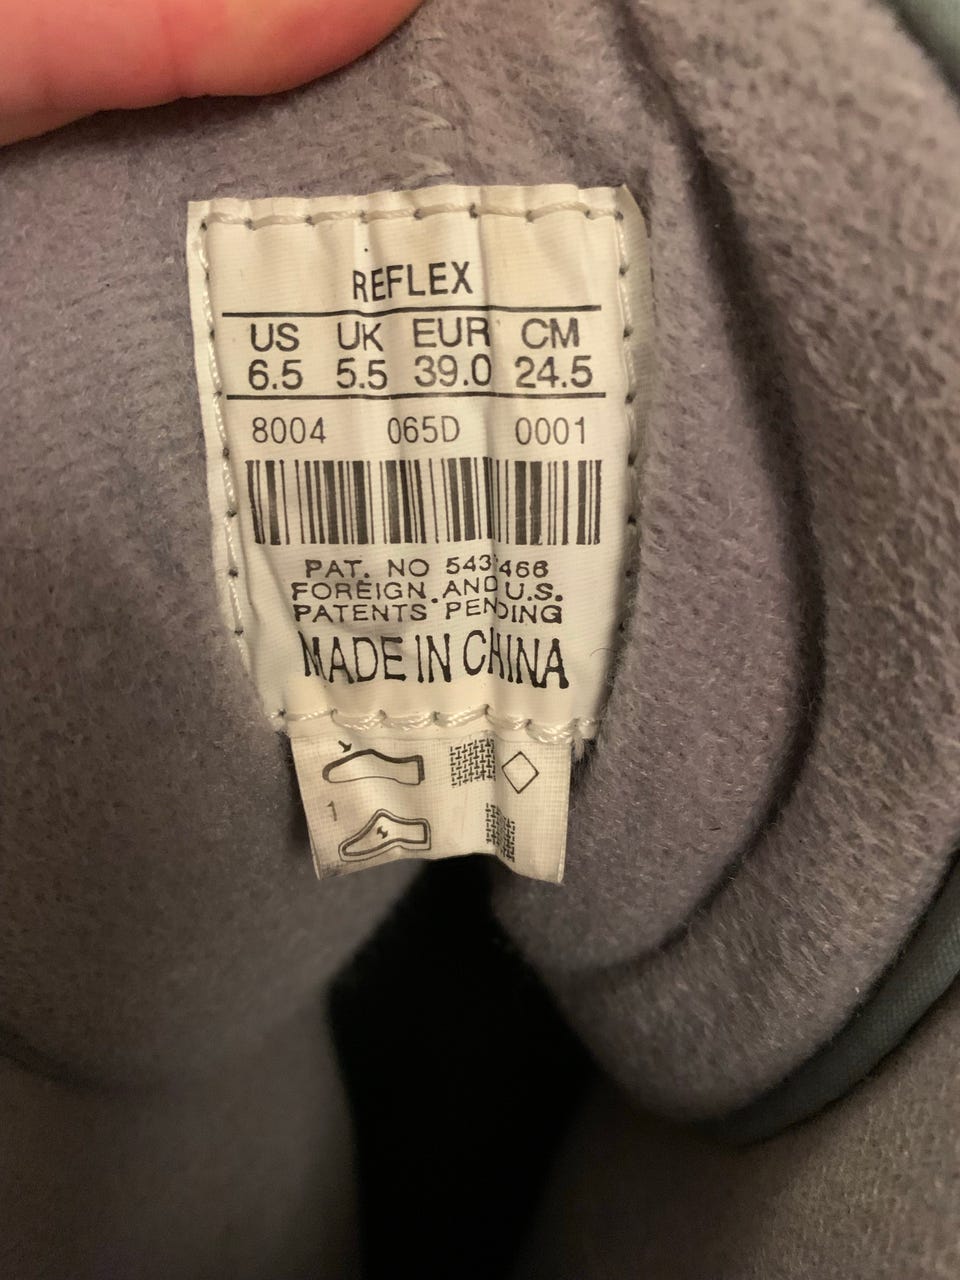 REFLEX
US UK EUR CM
6.5 5.5 39.0 24.5
8004 065D 0001
PAT. NO
FOREIGN.AND U.S.
PATENTS PENDING
MADE IN CHINA
1